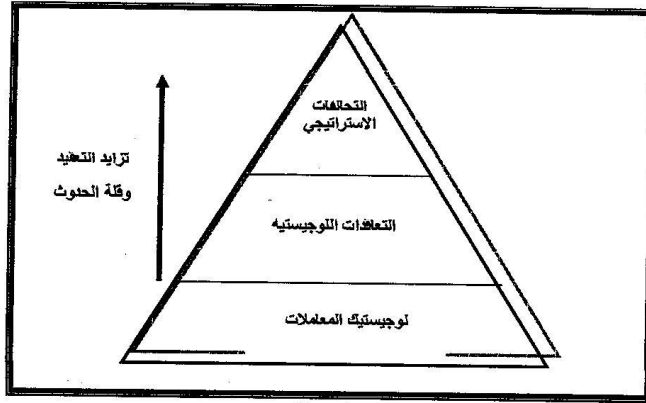 التحالفات
الاستراتيجي
تزايد التعقيد
وقلة الحدوث
التعاقدات اللوجيستيه
لوجيستيك المعاملات